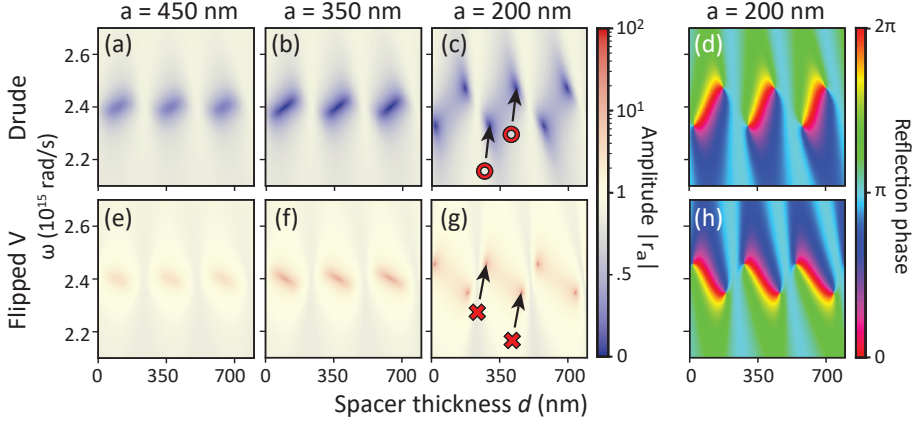 a = 450 nm a = 350 nm a = 200 nm a = 200 nm
Drude
(a) (b) (c) (d)
2.6
2.4
2.2
10²
10¹
1
.5
0
Amplitude |rₐ|
2π
π
0
Reflection phase
ω (10¹⁵ rad/s)
Flipped V
(e) (f) (g) (h)
2.6
2.4
2.2
0 350 700 0 350 700 0 350 700 0 350 700
Spacer thickness d (nm)